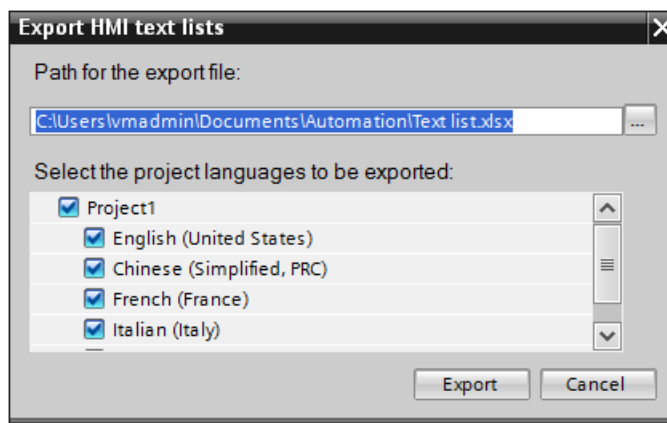 Export HMI text lists
Path for the export file:
C:\Users\vmadmin\Documents\Automation\Text list.xlsx
...
Select the project languages to be exported:
Project1
English (United States)
Chinese (Simplified, PRC)
French (France)
Italian (Italy)
Export Cancel